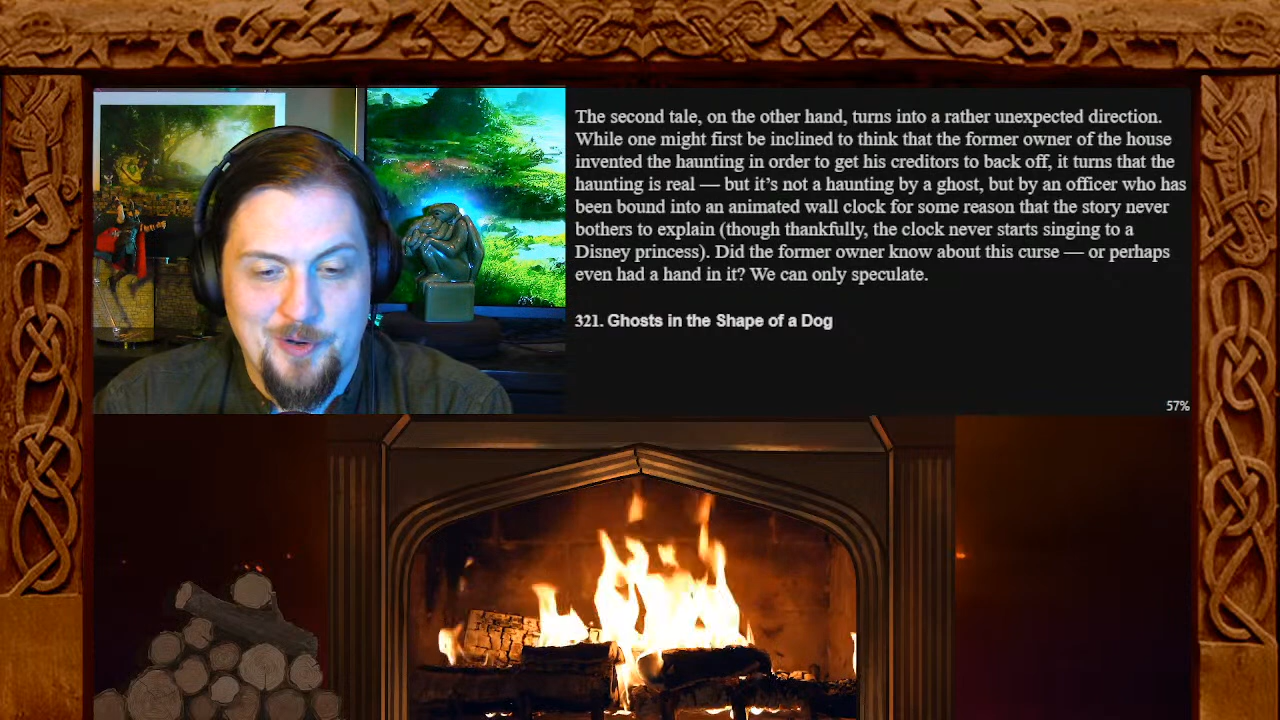 The second tale, on the other hand, turns into a rather unexpected direction.
While one might first be inclined to think that the former owner of the house
invented the haunting in order to get his creditors to back off, it turns that the
haunting is real — but it’s not a haunting by a ghost, but by an officer who has
been bound into an animated wall clock for some reason that the story never
bothers to explain (though thankfully, the clock never starts singing to a
Disney princess). Did the former owner know about this curse — or perhaps
even had a hand in it? We can only speculate.
321. Ghosts in the Shape of a Dog
57%